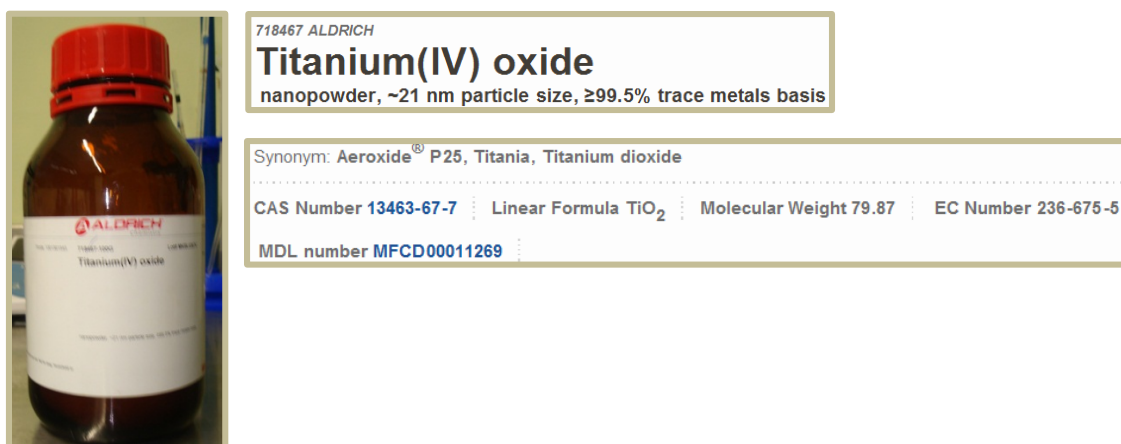 718467 ALDRICH
Titanium(IV) oxide
nanopowder, ~21 nm particle size, ≥99.5% trace metals basis
Synonym: Aeroxide® P25, Titania, Titanium dioxide
CAS Number 13463-67-7 Linear Formula TiO2 Molecular Weight 79.87 EC Number 236-675-5
MDL number MFCD00011269
ALDRICH
Titanium(IV) oxide